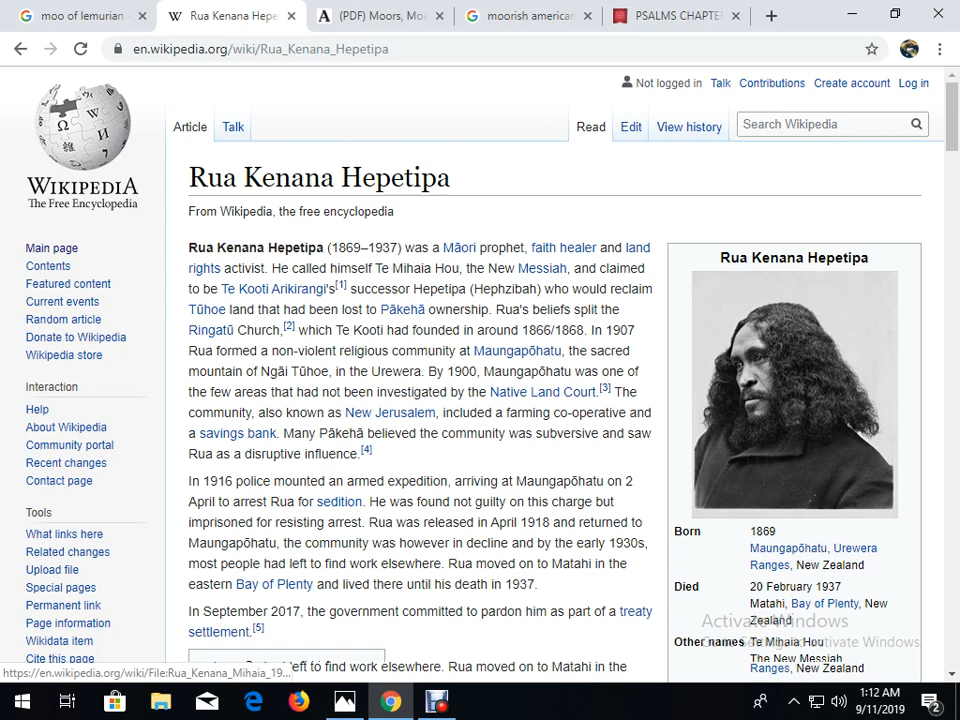 moo of lemurian -
Rua Kenana Hepe
(PDF) Moors, Moa
moorish american
PSALMS CHAPTE
en.wikipedia.org/wiki/Rua_Kenana_Hepetipa
Not logged in Talk Contributions Create account Log in
WIKIPEDIA
The Free Encyclopedia
Article Talk Read Edit View history Search Wikipedia
Rua Kenana Hepetipa
From Wikipedia, the free encyclopedia
Main page
Contents
Featured content
Current events
Random article
Donate to Wikipedia
Wikipedia store
Interaction
Help
About Wikipedia
Community portal
Recent changes
Contact page
Tools
What links here
Related changes
Upload file
Special pages
Permanent link
Page information
Wikidata item
Cite this page
Rua Kenana Hepetipa (1869–1937) was a Māori prophet, faith healer and land
rights activist. He called himself Te Mihaia Hou, the New Messiah, and claimed
to be Te Kooti Arikirangi's[1] successor Hepetipa (Hephzibah) who would reclaim
Tūhoe land that had been lost to Pākehā ownership. Rua's beliefs split the
Ringatū Church,[2] which Te Kooti had founded in around 1866/1868. In 1907
Rua formed a non-violent religious community at Maungapōhatu, the sacred
mountain of Ngāi Tūhoe, in the Urewera. By 1900, Maungapōhatu was one of
the few areas that had not been investigated by the Native Land Court.[3] The
community, also known as New Jerusalem, included a farming co-operative and
a savings bank. Many Pākehā believed the community was subversive and saw
Rua as a disruptive influence.[4]
In 1916 police mounted an armed expedition, arriving at Maungapōhatu on 2
April to arrest Rua for sedition. He was found not guilty on this charge but
imprisoned for resisting arrest. Rua was released in April 1918 and returned to
Maungapōhatu, the community was however in decline and by the early 1930s,
most people had left to find work elsewhere. Rua moved on to Matahi in the
eastern Bay of Plenty and lived there until his death in 1937.
In September 2017, the government committed to pardon him as part of a treaty
settlement.[5]
left to find work elsewhere. Rua moved on to Matahi in the
Rua Kenana Hepetipa
Born 1869
Maungapōhatu, Urewera
Ranges, New Zealand
Died 20 February 1937
Matahi, Bay of Plenty, New
Zealand
Other names Te Mihaia Hou
The New Messiah
Ranges, New Zealand
Activate Windows
Go to Settings to activate Windows
https://en.wikipedia.org/wiki/File:Rua_Kenana_Mihaia_19...
1:12 AM
9/11/2019
2